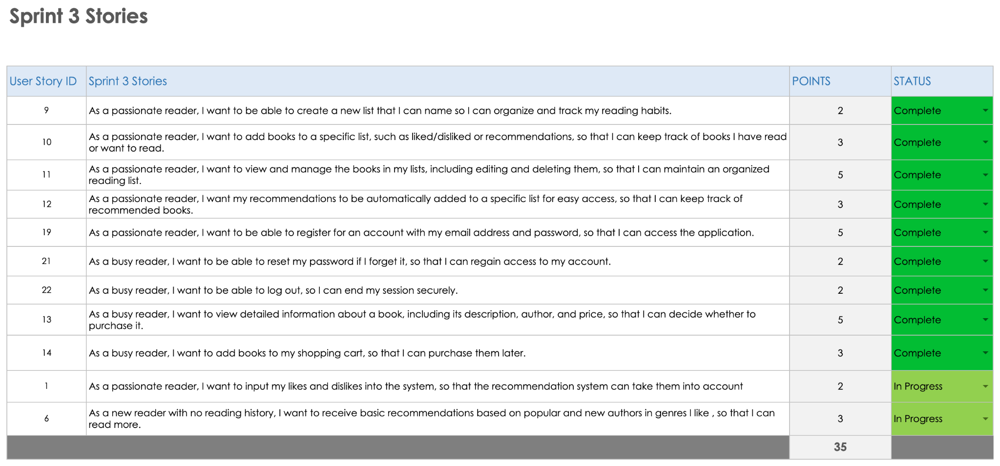 Sprint 3 Stories
User Story ID Sprint 3 Stories POINTS STATUS
9 As a passionate reader, I want to be able to create a new list that I can name so I can organize and track my reading habits. 2 Complete
10 As a passionate reader, I want to add books to a specific list, such as liked/disliked or recommendations, so that I can keep track of books I have read
or want to read. 3 Complete
11 As a passionate reader, I want to view and manage the books in my lists, including editing and deleting them, so that I can maintain an organized
reading list. 5 Complete
12 As a passionate reader, I want my recommendations to be automatically added to a specific list for easy access, so that I can keep track of
recommended books. 3 Complete
19 As a passionate reader, I want to be able to register for an account with my email address and password, so that I can access the application. 5 Complete
21 As a busy reader, I want to be able to reset my password if I forget it, so that I can regain access to my account. 2 Complete
22 As a busy reader, I want to be able to log out, so I can end my session securely. 2 Complete
13 As a busy reader, I want to view detailed information about a book, including its description, author, and price, so that I can decide whether to
purchase it. 5 Complete
14 As a busy reader, I want to add books to my shopping cart, so that I can purchase them later. 3 Complete
1 As a passionate reader, I want to input my likes and dislikes into the system, so that the recommendation system can take them into account 2 In Progress
6 As a new reader with no reading history, I want to receive basic recommendations based on popular and new authors in genres I like , so that I can
read more. 3 In Progress
35